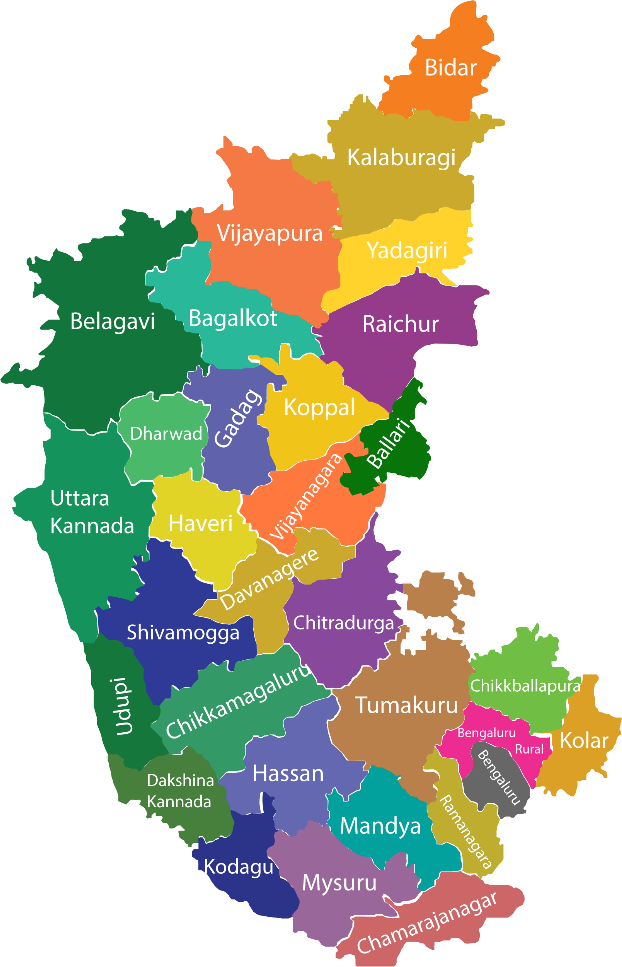 Bidar
Kalaburagi
Vijayapura
Yadagiri
Belagavi
Bagalkot
Raichur
Gadag
Koppal
Dharwad
Ballari
Uttara
Kannada
Haveri
Vijayanagara
Davanagere
Shivamogga
Chitradurga
Udupi
Chikkamagaluru
Tumakuru
Chikkballapura
Bengaluru
Rural
Kolar
Dakshina
Kannada
Hassan
Bengaluru
Mandya
Ramanagara
Kodagu
Mysuru
Chamarajanagar